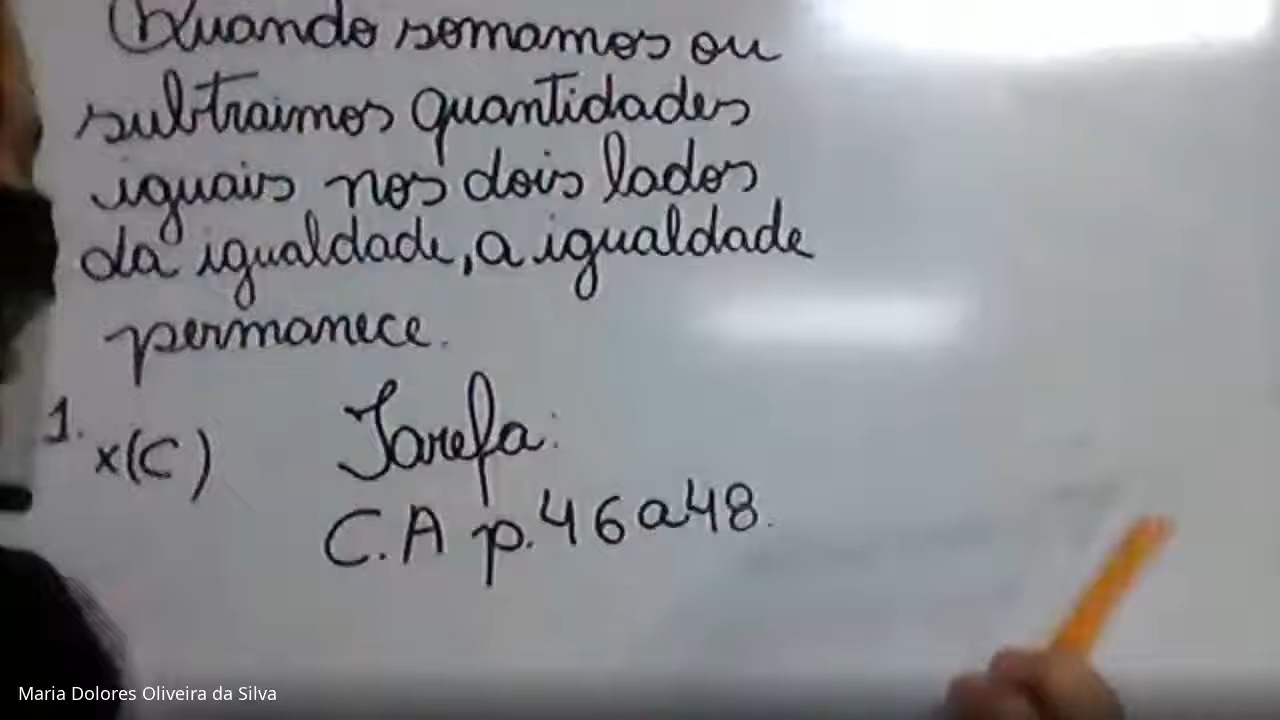 b) Quando somamos ou
subtraimos quantidades
iguais nos dois lados
da igualdade, a igualdade
permanece.
1. x(C)
Tarefa:
C.A p.46 a 48.
Maria Dolores Oliveira da Silva